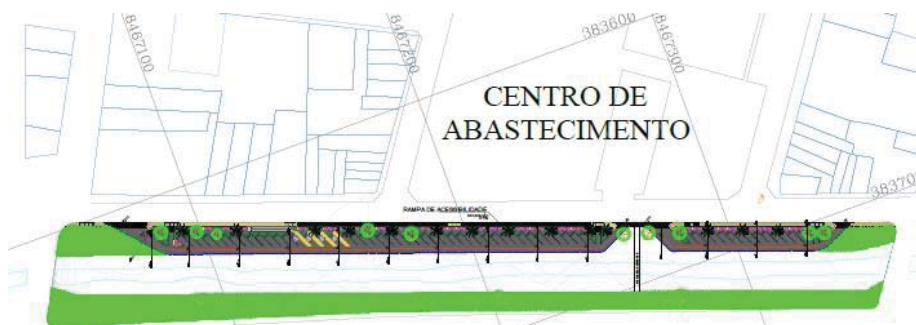 8467100
8467200
383600
8467300
CENTRO DE
ABASTECIMENTO
383700
RAMPA DE ACESSIBILIDADE